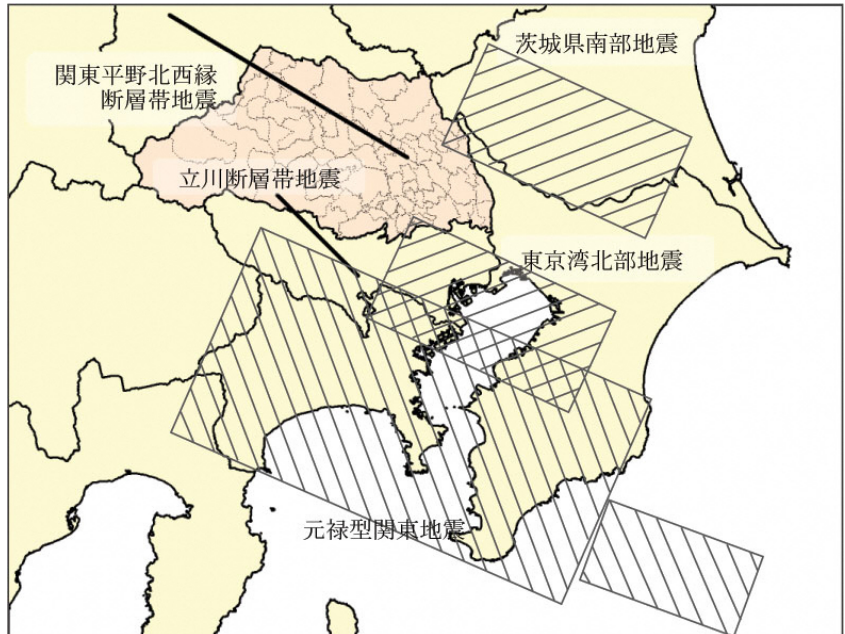 茨城県南部地震
関東平野北西縁
断層帯地震
立川断層帯地震
東京湾北部地震
元禄型関東地震